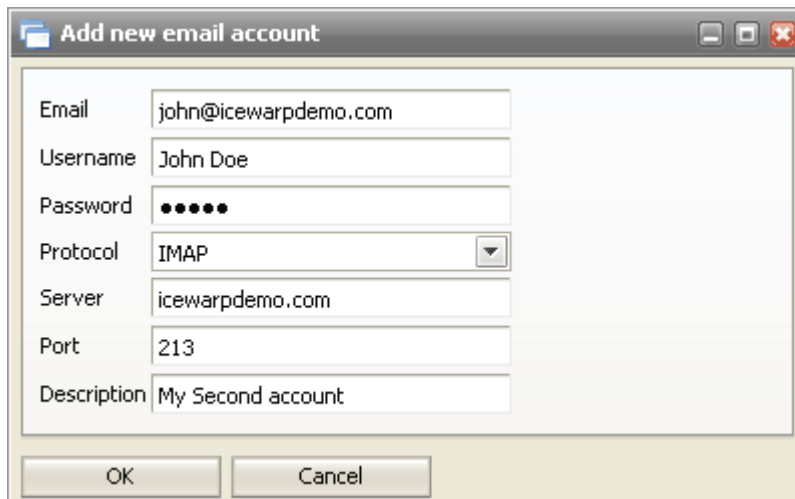 Add new email account
Email john@icewarpdemo.com
Username John Doe
Password •••••
Protocol IMAP
Server icewarpdemo.com
Port 213
Description My Second account
OK Cancel